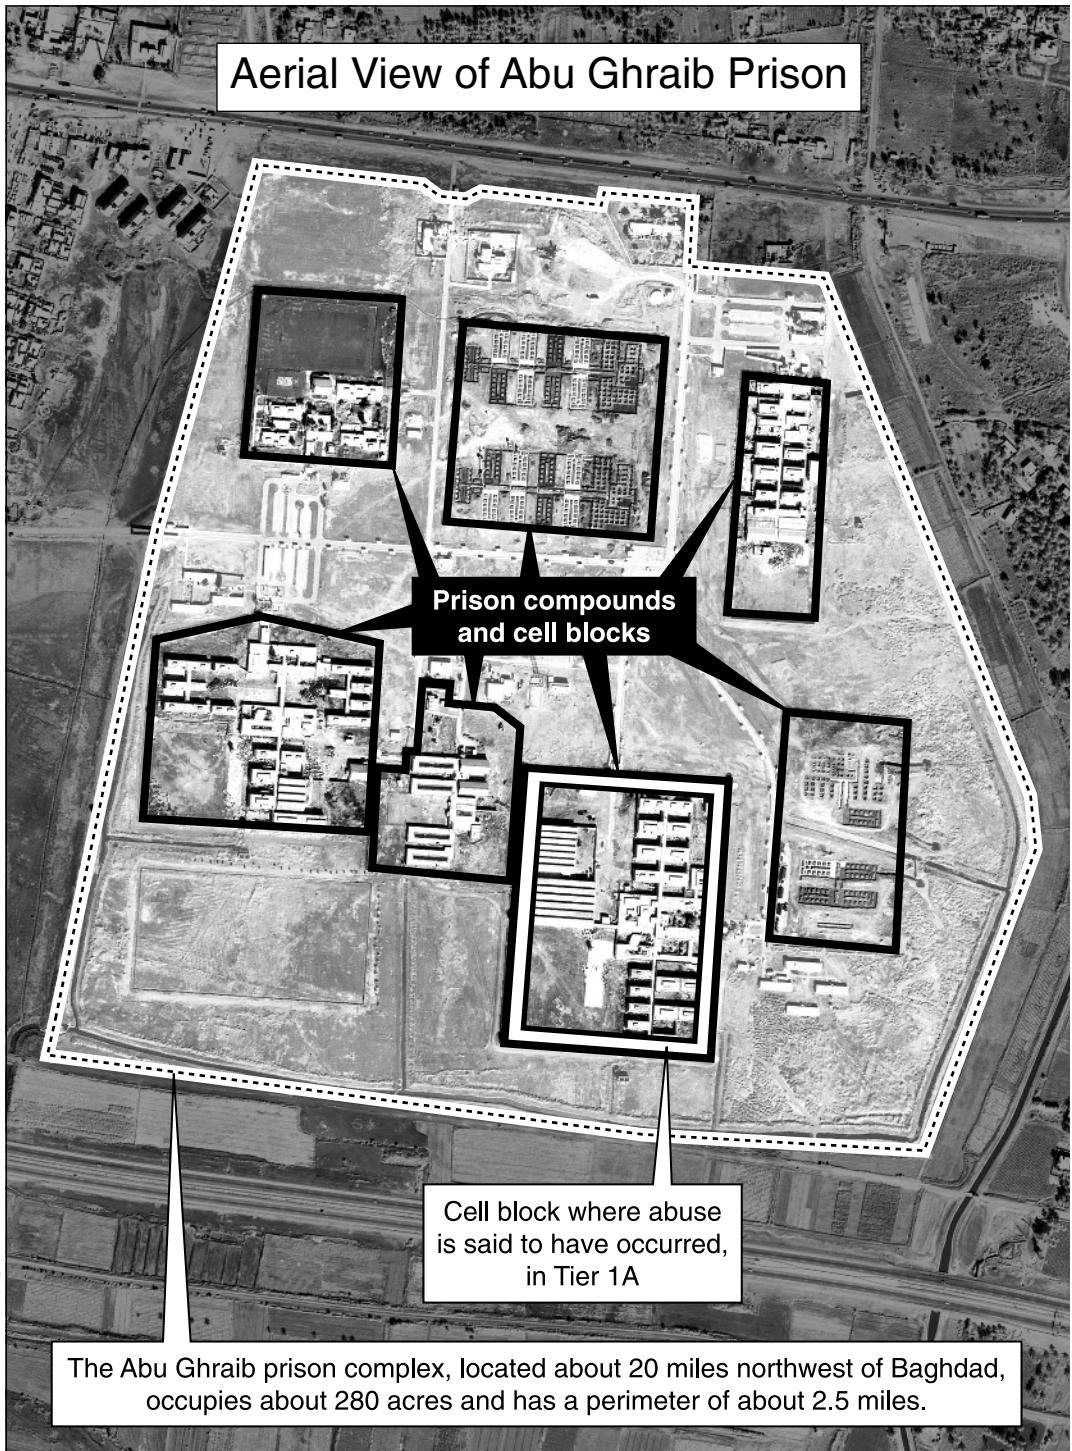 Aerial View of Abu Ghraib Prison
Prison compounds
and cell blocks
Cell block where abuse
is said to have occurred,
in Tier 1A
The Abu Ghraib prison complex, located about 20 miles northwest of Baghdad,
occupies about 280 acres and has a perimeter of about 2.5 miles.